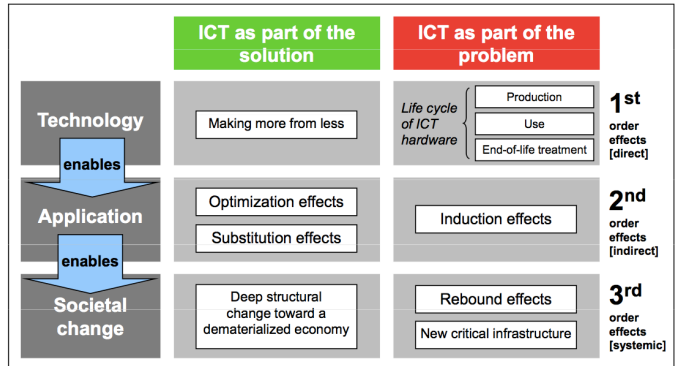 ICT as part of the
solution
ICT as part of the
problem
Technology
Making more from less
Life cycle
of ICT
hardware
Production
Use
End-of-life treatment
1st
order
effects
[direct]
enables
Application
Optimization effects
Substitution effects
Induction effects
2nd
order
effects
[indirect]
enables
Societal
change
Deep structural
change toward a
dematerialized economy
Rebound effects
New critical infrastructure
3rd
order
effects
[systemic]